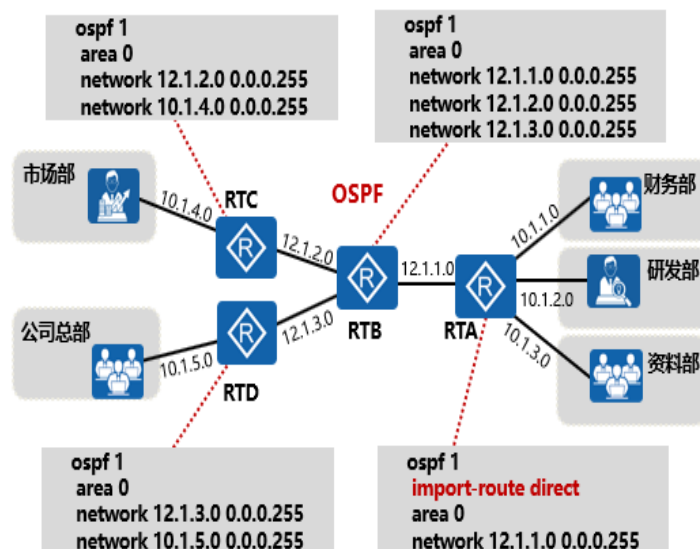 ospf 1
area 0
network 12.1.2.0 0.0.0.255
network 10.1.4.0 0.0.0.255
ospf 1
area 0
network 12.1.1.0 0.0.0.255
network 12.1.2.0 0.0.0.255
network 12.1.3.0 0.0.0.255
市场部
10.1.4.0
RTC
12.1.2.0
OSPF
R
R
12.1.1.0
RTB
R
RTA
10.1.1.0
财务部
10.1.2.0
研发部
10.1.3.0
资料部
公司总部
10.1.5.0
R
RTD
12.1.3.0
ospf 1
area 0
network 12.1.3.0 0.0.0.255
network 10.1.5.0 0.0.0.255
ospf 1
import-route direct
area 0
network 12.1.1.0 0.0.0.255